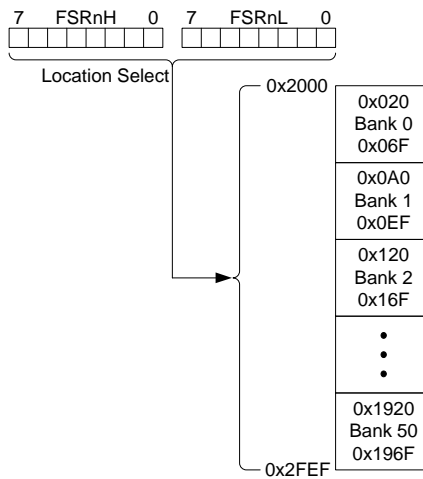 7 FSRnH 0 7 FSRnL 0
Location Select
0x2000
0x020
Bank 0
0x06F
0x0A0
Bank 1
0x0EF
0x120
Bank 2
0x16F
0x1920
Bank 50
0x196F
0x2FEF